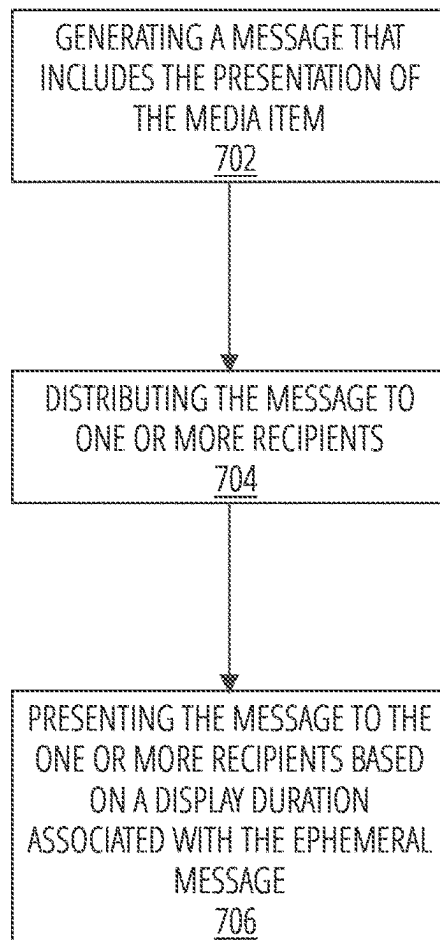 GENERATING A MESSAGE THAT
INCLUDES THE PRESENTATION OF
THE MEDIA ITEM
702
DISTRIBUTING THE MESSAGE TO
ONE OR MORE RECIPIENTS
704
PRESENTING THE MESSAGE TO THE
ONE OR MORE RECIPIENTS BASED
ON A DISPLAY DURATION
ASSOCIATED WITH THE EPHEMERAL
MESSAGE
706